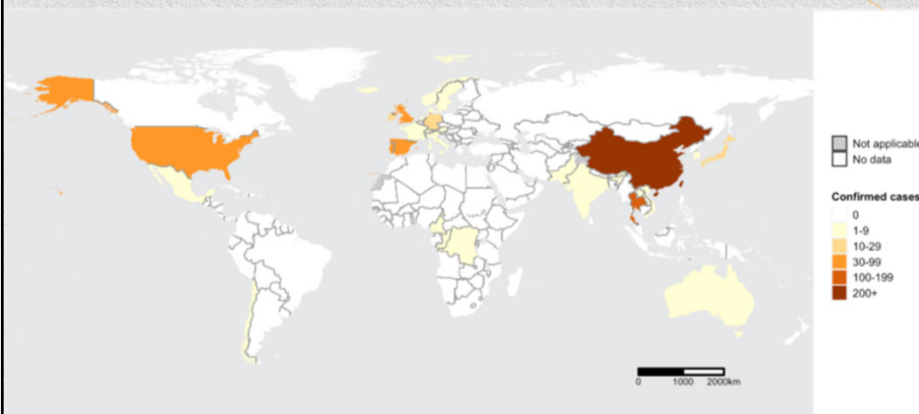 Not applicable
No data
Confirmed cases
0
1-9
10-29
30-99
100-199
200+
0 1000 2000km